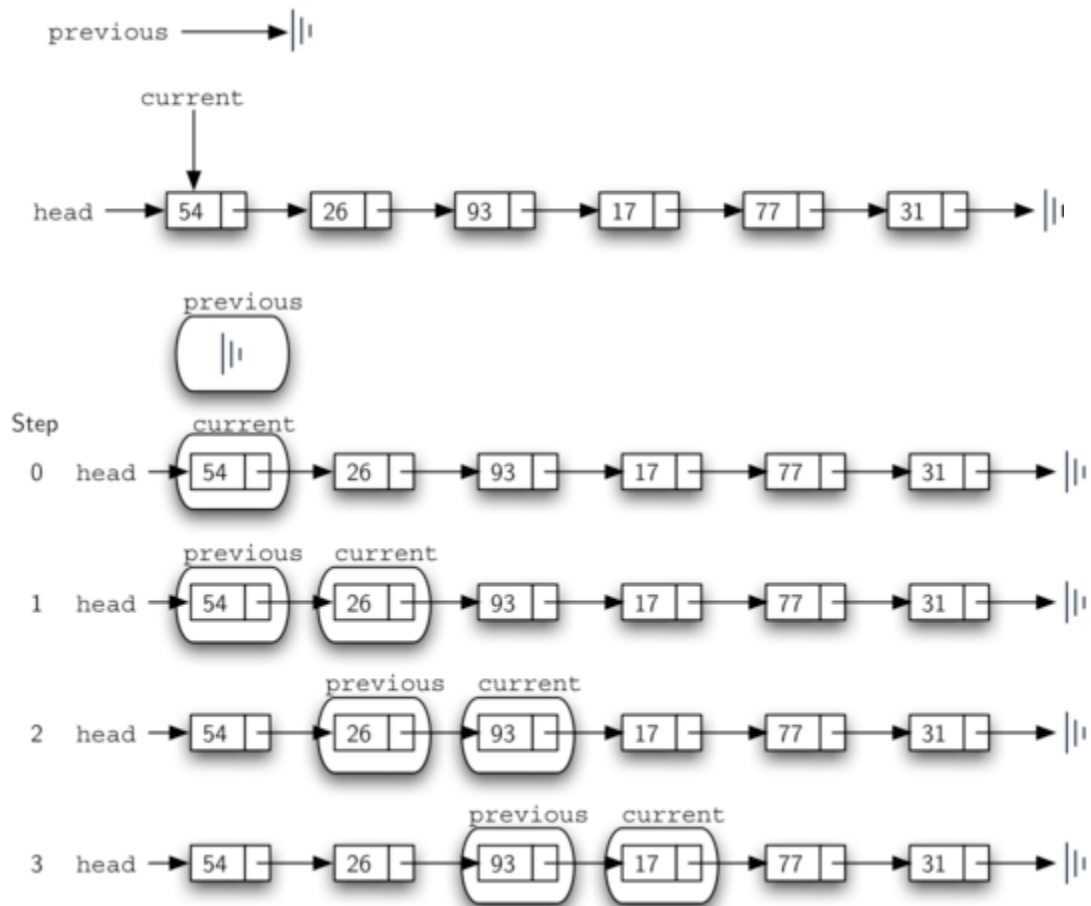 previous
current
head 54 26 93 17 77 31
previous
Step current
0 head 54 26 93 17 77 31
previous current
1 head 54 26 93 17 77 31
previous current
2 head 54 26 93 17 77 31
previous current
3 head 54 26 93 17 77 31